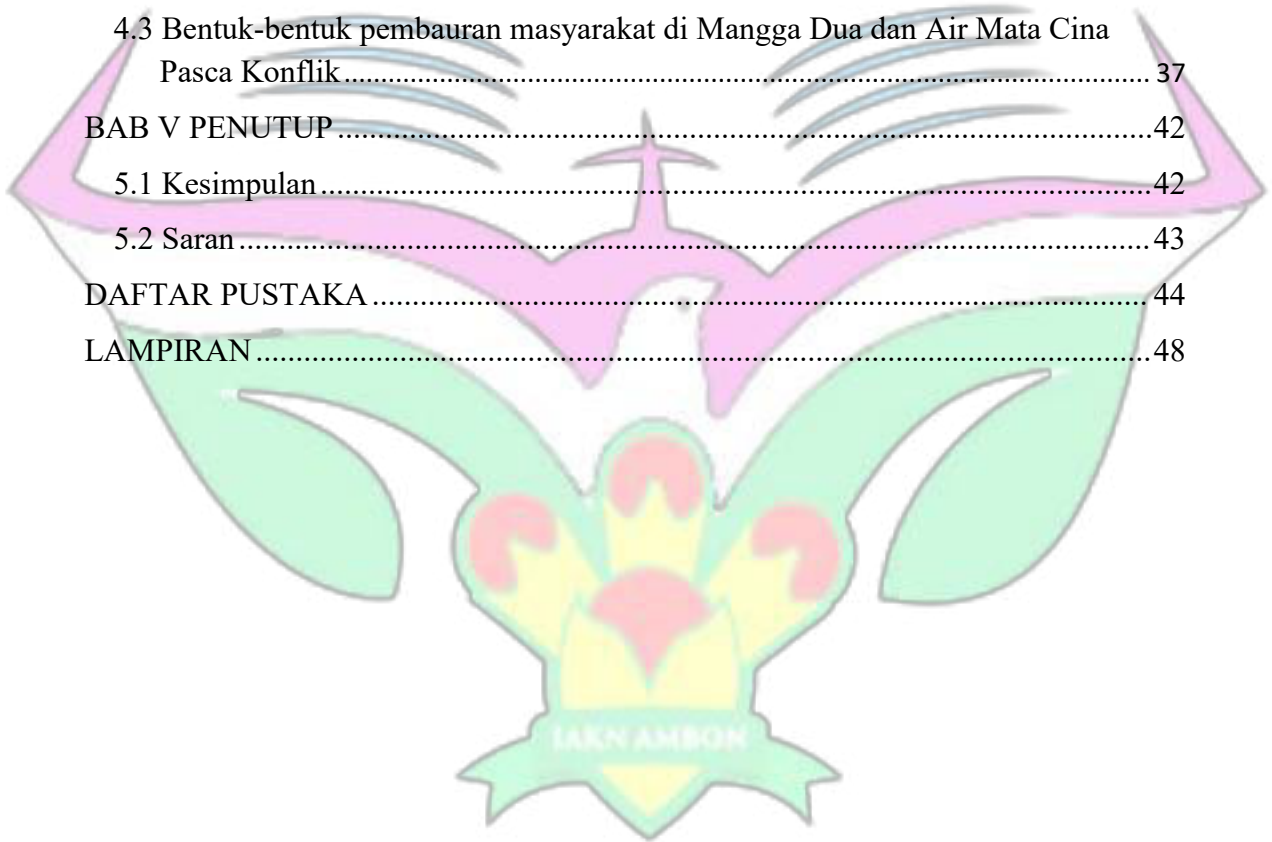 4.3 Bentuk-bentuk pembauran masyarakat di Mangga Dua dan Air Mata Cina
Pasca Konflik........................................................................................................ 37
BAB V PENUTUP........................................................................................................42
5.1 Kesimpulan........................................................................................................42
5.2 Saran........................................................................................................43
DAFTAR PUSTAKA........................................................................................................44
LAMPIRAN........................................................................................................48
IAKN AMBON